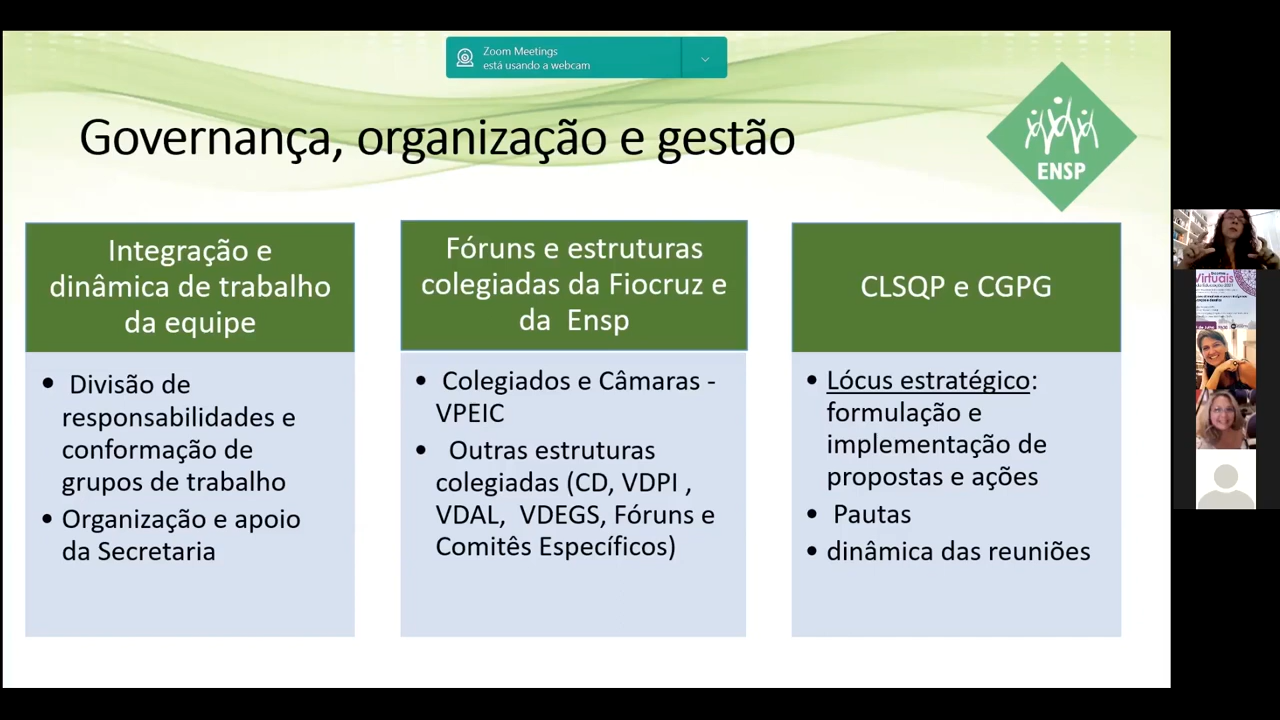 Zoom Meetings
está usando a webcam
Governança, organização e gestão
ENSP
Integração e
dinâmica de trabalho
da equipe
• Divisão de
responsabilidades e
conformação de
grupos de trabalho
• Organização e apoio
da Secretaria
Fóruns e estruturas
colegiadas da Fiocruz e
da Ensp
• Colegiados e Câmaras -
VPEIC
• Outras estruturas
colegiadas (CD, VDPI ,
VDAL, VDEGS, Fóruns e
Comitês Específicos)
CLSQP e CGPG
• Lócus estratégico:
formulação e
implementação de
propostas e ações
• Pautas
• dinâmica das reuniões
Virtuais